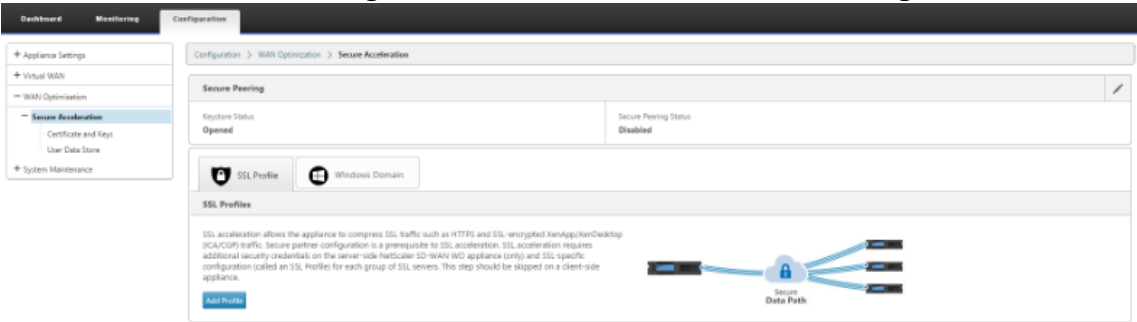 Dashboard Monitoring Configuration
+ Appliance Settings
+ Virtual WAN
− WAN Optimization
− Secure Acceleration
Certificate and Keys
User Data Store
+ System Maintenance
Configuration > WAN Optimization > Secure Acceleration
Secure Peering
Keystore Status
Opened
Secure Peering Status
Disabled
SSL Profile
Windows Domain
SSL Profiles
SSL acceleration allows the appliance to compress SSL traffic such as HTTPS and SSL-encrypted XenApp/XenDesktop
(ICA/CGP) traffic. Secure partner configuration is a prerequisite to SSL acceleration. SSL acceleration requires
additional security credentials on the server-side NetScaler SD-WAN WO appliance (only) and SSL-specific
configuration (called an SSL Profile) for each group of SSL servers. This step should be skipped on a client-side
appliance.
Add Profile
Secure
Data Path